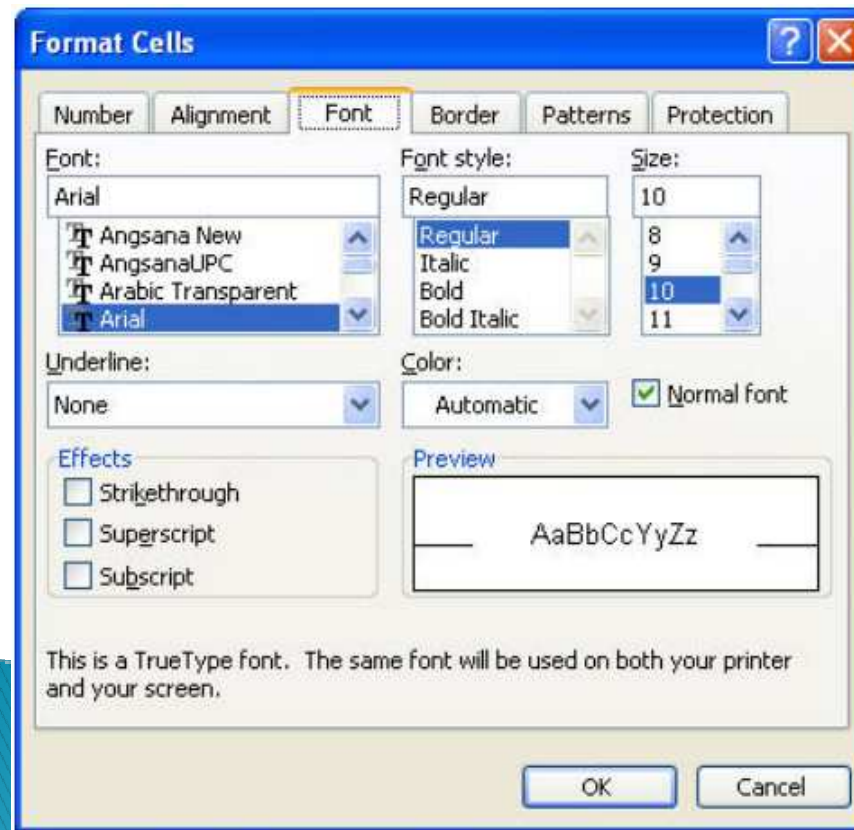 Format Cells
Number Alignment Font Border Patterns Protection
Font: Font style: Size:
Arial Regular 10
Angsana New Regular 8
AngsanaUPC Italic 9
Arabic Transparent Bold 10
Arial Bold Italic 11
Underline: Color:
None Automatic Normal font
Effects Preview
Strikethrough
Superscript AaBbCcYyZz
Subscript
This is a TrueType font. The same font will be used on both your printer
and your screen.
OK Cancel